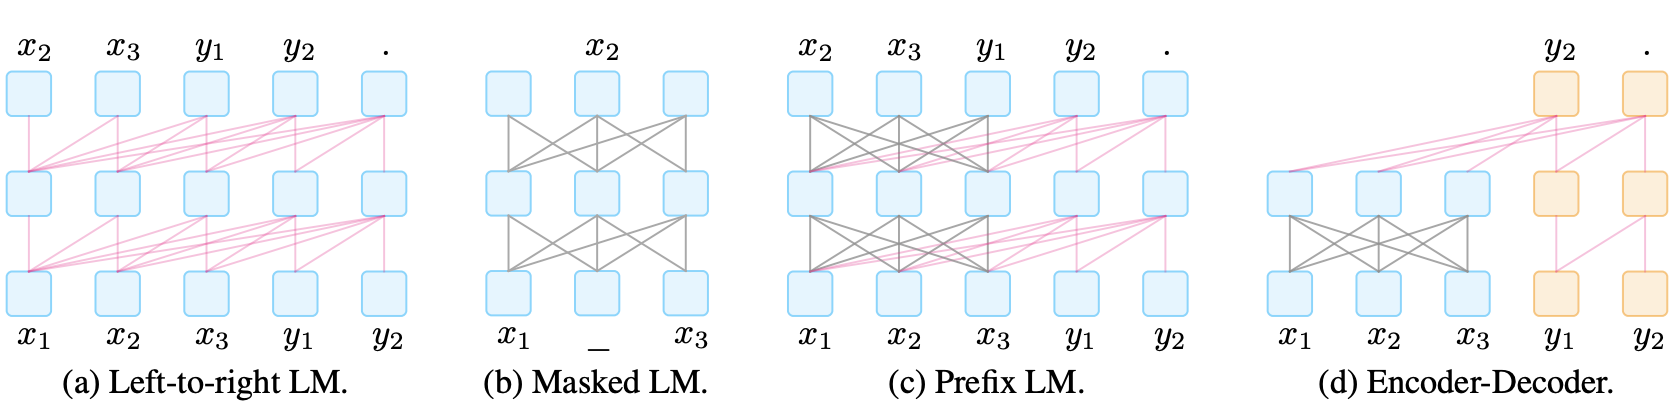 x₂ x₃ y₁ y₂ . x₂ x₂ x₃ y₁ y₂ . y₂ .
x₁ x₂ x₃ y₁ y₂ x₁ _ x₃ x₁ x₂ x₃ y₁ y₂ x₁ x₂ x₃ y₁ y₂
(a) Left-to-right LM. (b) Masked LM. (c) Prefix LM. (d) Encoder-Decoder.